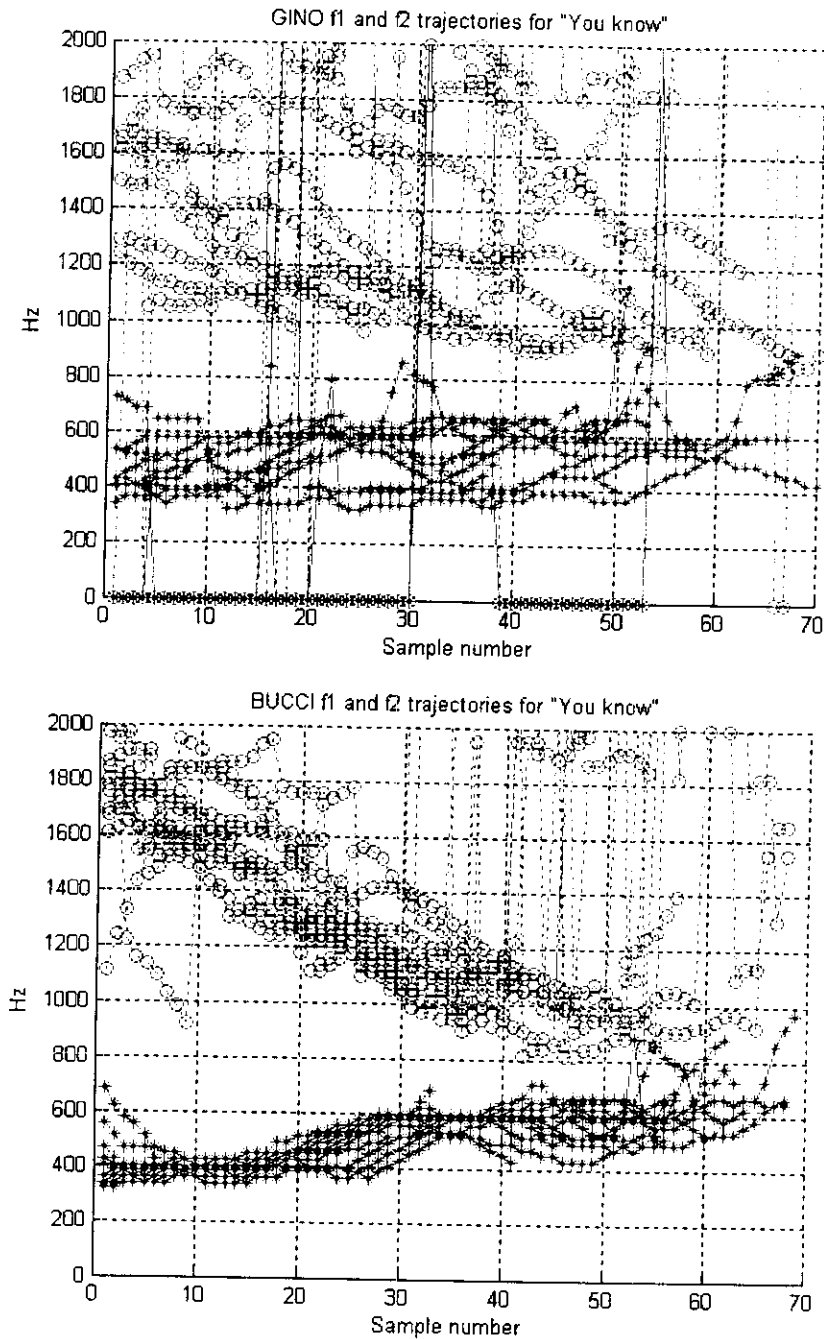 GINO f1 and f2 trajectories for "You know"
2000
1800
1600
1400
1200
1000
800
600
400
200
0
Hz
0 10 20 30 40 50 60 70
Sample number
BUCCI f1 and f2 trajectories for "You know"
2000
1800
1600
1400
1200
1000
800
600
400
200
0
Hz
0 10 20 30 40 50 60 70
Sample number